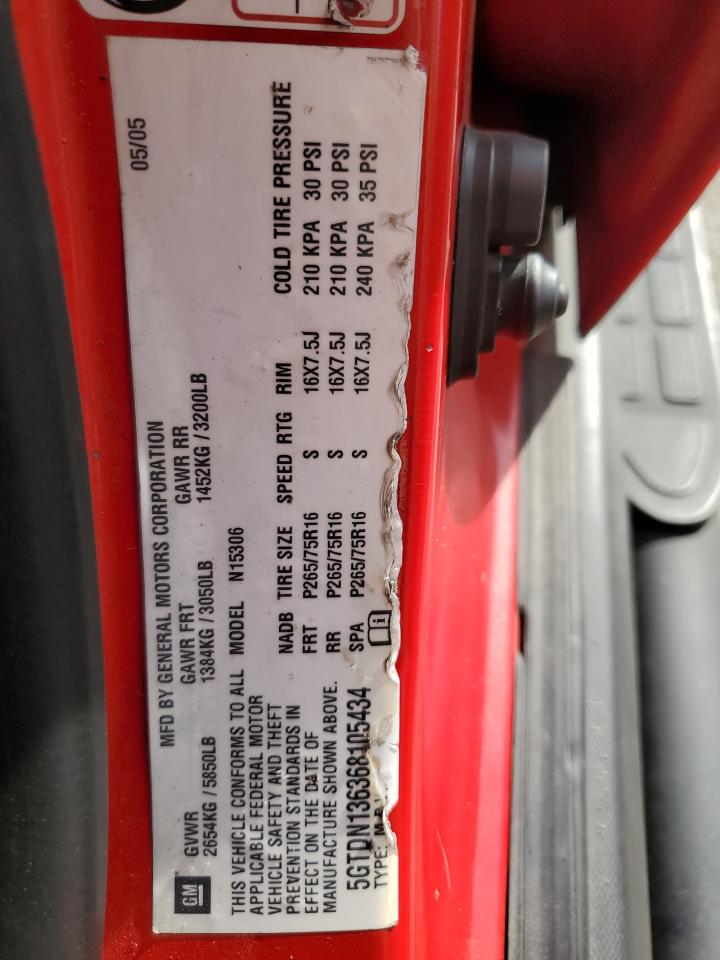 MFD BY GENERAL MOTORS CORPORATION 05/05
GVWR GAWR FRT GAWR RR
2654KG / 5850LB 1384KG / 3050LB 1452KG / 3200LB
GM
THIS VEHICLE CONFORMS TO ALL
APPLICABLE FEDERAL MOTOR
VEHICLE SAFETY AND THEFT
PREVENTION STANDARDS IN
EFFECT ON THE DATE OF
MANUFACTURE SHOWN ABOVE.
MODEL N15306
NADB TIRE SIZE SPEED RTG RIM COLD TIRE PRESSURE
FRT P265/75R16 S 16X7.5J 210 KPA 30 PSI
RR P265/75R16 S 16X7.5J 210 KPA 30 PSI
SPA P265/75R16 S 16X7.5J 240 KPA 35 PSI
5GTDN136368105434
TYPE: